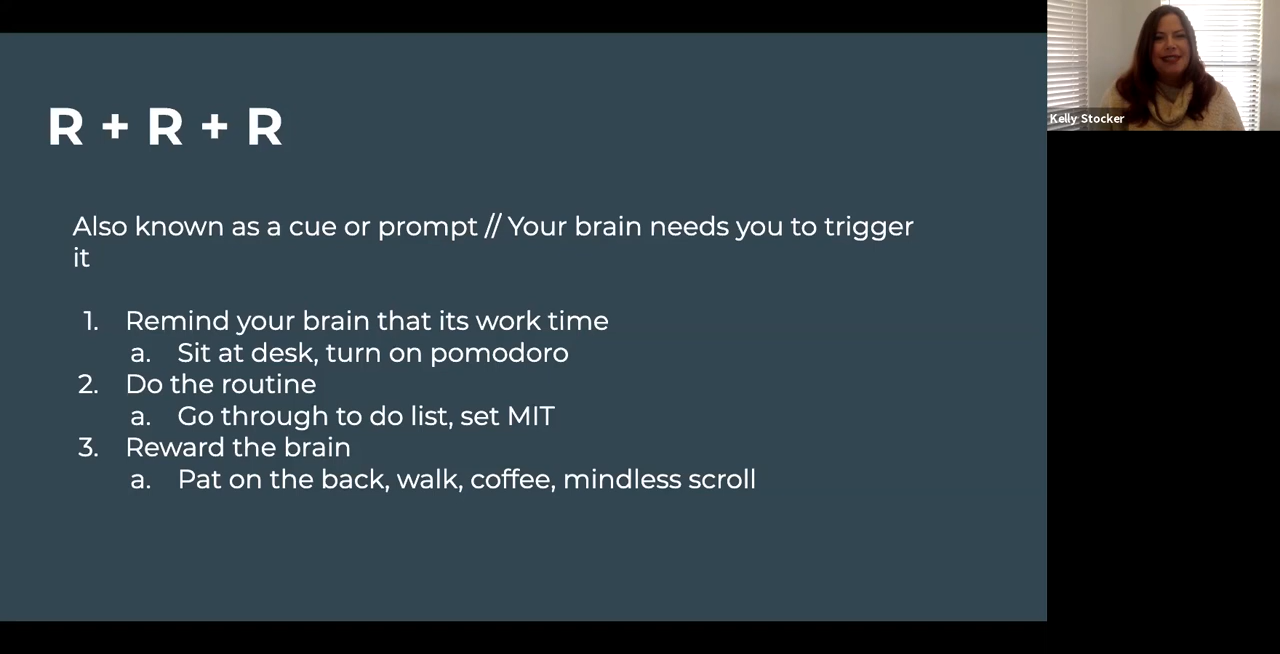 R + R + R
Also known as a cue or prompt // Your brain needs you to trigger
it
1. Remind your brain that its work time
a. Sit at desk, turn on pomodoro
2. Do the routine
a. Go through to do list, set MIT
3. Reward the brain
a. Pat on the back, walk, coffee, mindless scroll
Kelly Stocker